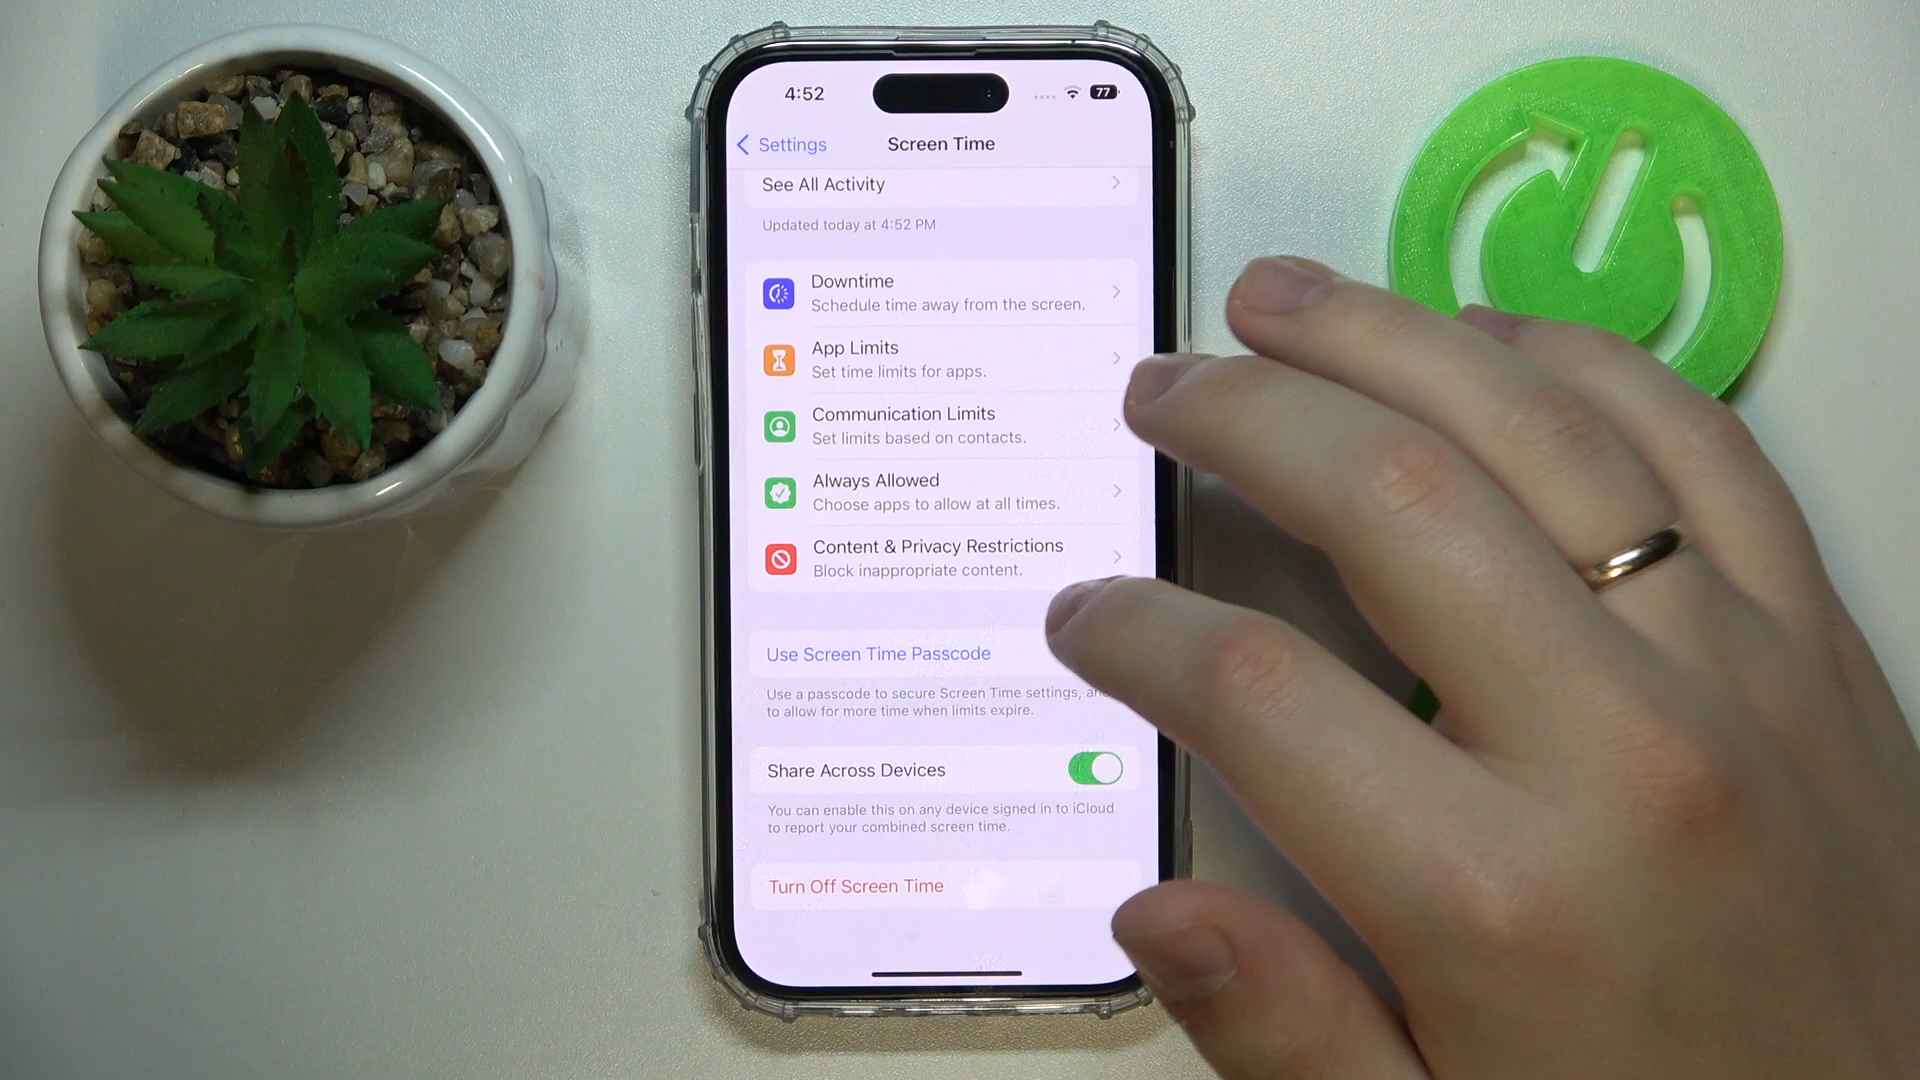 4:52
77
Settings
Screen Time
See All Activity
Updated today at 4:52 PM
Downtime
Schedule time away from the screen.
App Limits
Set time limits for apps.
Communication Limits
Set limits based on contacts.
Always Allowed
Choose apps to allow at all times.
Content & Privacy Restrictions
Block inappropriate content.
Use Screen Time Passcode
Use a passcode to secure Screen Time settings, and
to allow for more time when limits expire.
Share Across Devices
You can enable this on any device signed in to iCloud
to report your combined screen time.
Turn Off Screen Time